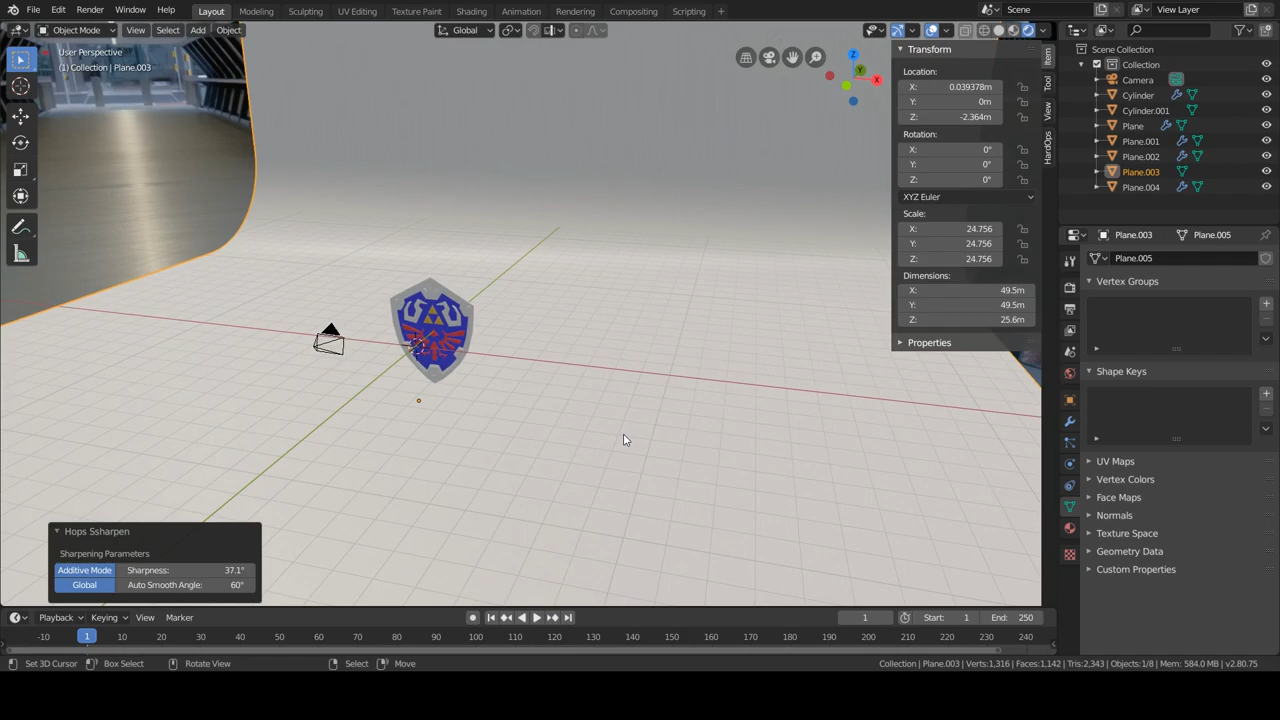 File Edit Render Window Help Layout Modeling Sculpting UV Editing Texture Paint Shading Animation Rendering Compositing Scripting + Scene View Layer
Object Mode View Select Add Object Global
User Perspective
(1) Collection | Plane.003
Z
Y
X
Transform
Location:
X: 0.039378m
Y: 0m
Z: -2.364m
Rotation:
X: 0°
Y: 0°
Z: 0°
XYZ Euler
Scale:
X: 24.756
Y: 24.756
Z: 24.756
Dimensions:
X: 49.5m
Y: 49.5m
Z: 25.6m
Properties
Item
Tool
View
HardOps
Scene Collection
Collection
Camera
Cylinder
Cylinder.001
Plane
Plane.001
Plane.002
Plane.003
Plane.004
Plane.003 Plane.005
Plane.005
Vertex Groups
Shape Keys
UV Maps
Vertex Colors
Face Maps
Normals
Texture Space
Geometry Data
Custom Properties
Hops Ssharpen
Sharpening Parameters
Additive Mode Sharpness: 37.1°
Global Auto Smooth Angle: 60°
Playback Keying View Marker 1 Start: 1 End: 250
-10 1 10 20 30 40 50 60 70 80 90 100 110 120 130 140 150 160 170 180 190 200 210 220 230 240
Set 3D Cursor Box Select Rotate View Select Move Collection | Plane.003 | Verts:1,316 | Faces:1,142 | Tris:2,343 | Objects:1/8 | Mem: 584.0 MB | v2.80.75